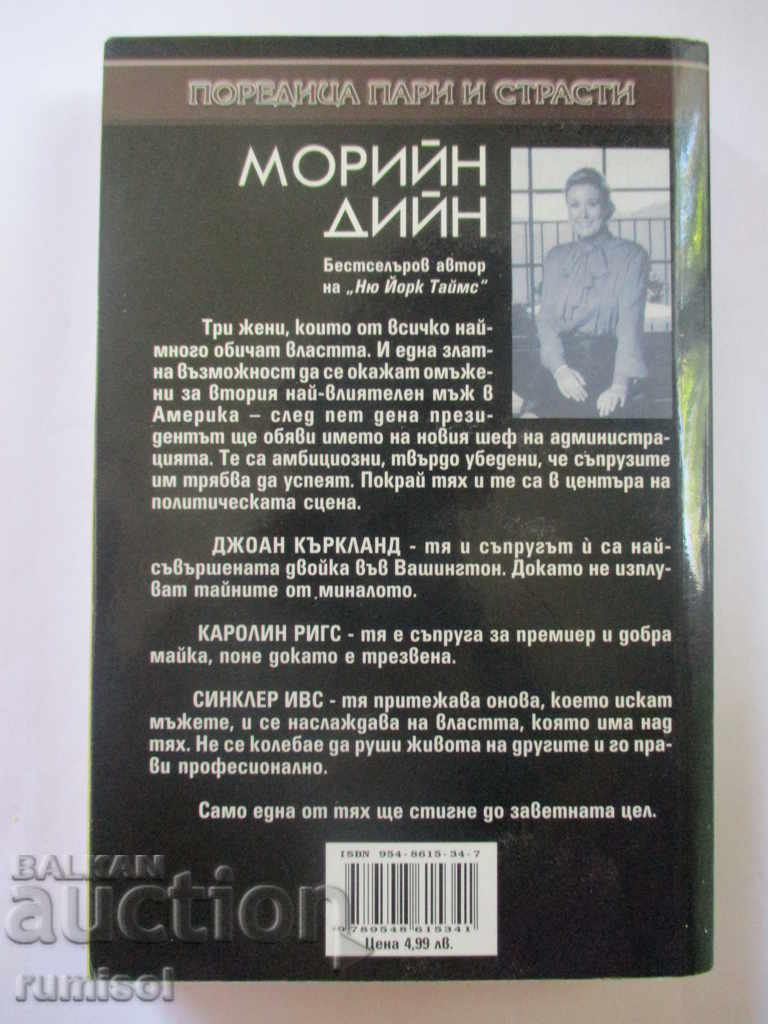 ПОРЕДИЦА ПАРИ И СТРАСТИ
МОРИЙН
ДИЙН
Бестселъров автор
на „Ню Йорк Таймс“
Три жени, които от всичко най-
много обичат властта. И една злат-
на възможност да се окажат омъже-
ни за втория най-влиятелен мъж в
Америка – след пет дена прези-
дентът ще обяви името на новия шеф на администра-
цията. Те са амбициозни, твърдо убедени, че съпрузите
им трябва да успеят. Покрай тях и те са в центъра на
политическата сцена.
ДЖОАН КЪРКЛАНД - тя и съпругът ѝ са най-
съвършената двойка във Вашингтон. Докато не изплу-
ват тайните от миналото.
КАРОЛИН РИГС - тя е съпруга за премиер и добра
майка, поне докато е трезвена.
СИНКЛЕР ИВС - тя притежава онова, което искат
мъжете, и се наслаждава на властта, която има над
тях. Не се колебае да руши живота на другите и го пра-
ви професионално.
Само една от тях ще стигне до заветната цел.
ISBN 954-8615-34-7
9 789548 615341
Цена 4,99 лв.
BALKAN
auction
rumisol